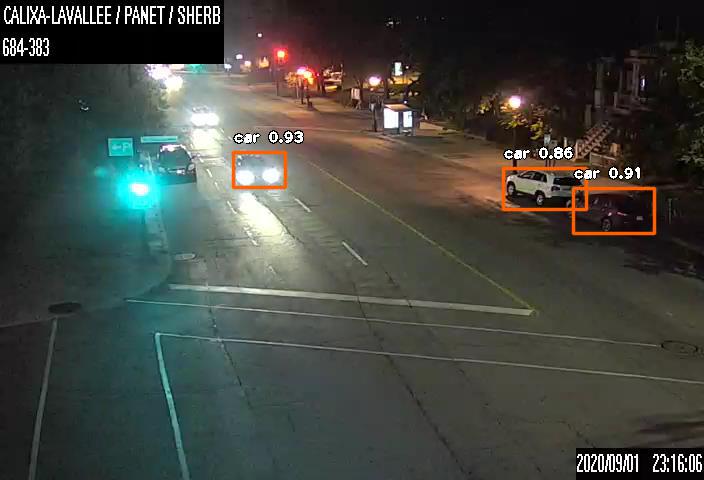 CALIXA-LAVALLEE / PANET / SHERB
684-383
car 0.93
car 0.86
car 0.91
2020/09/01 23:16:06